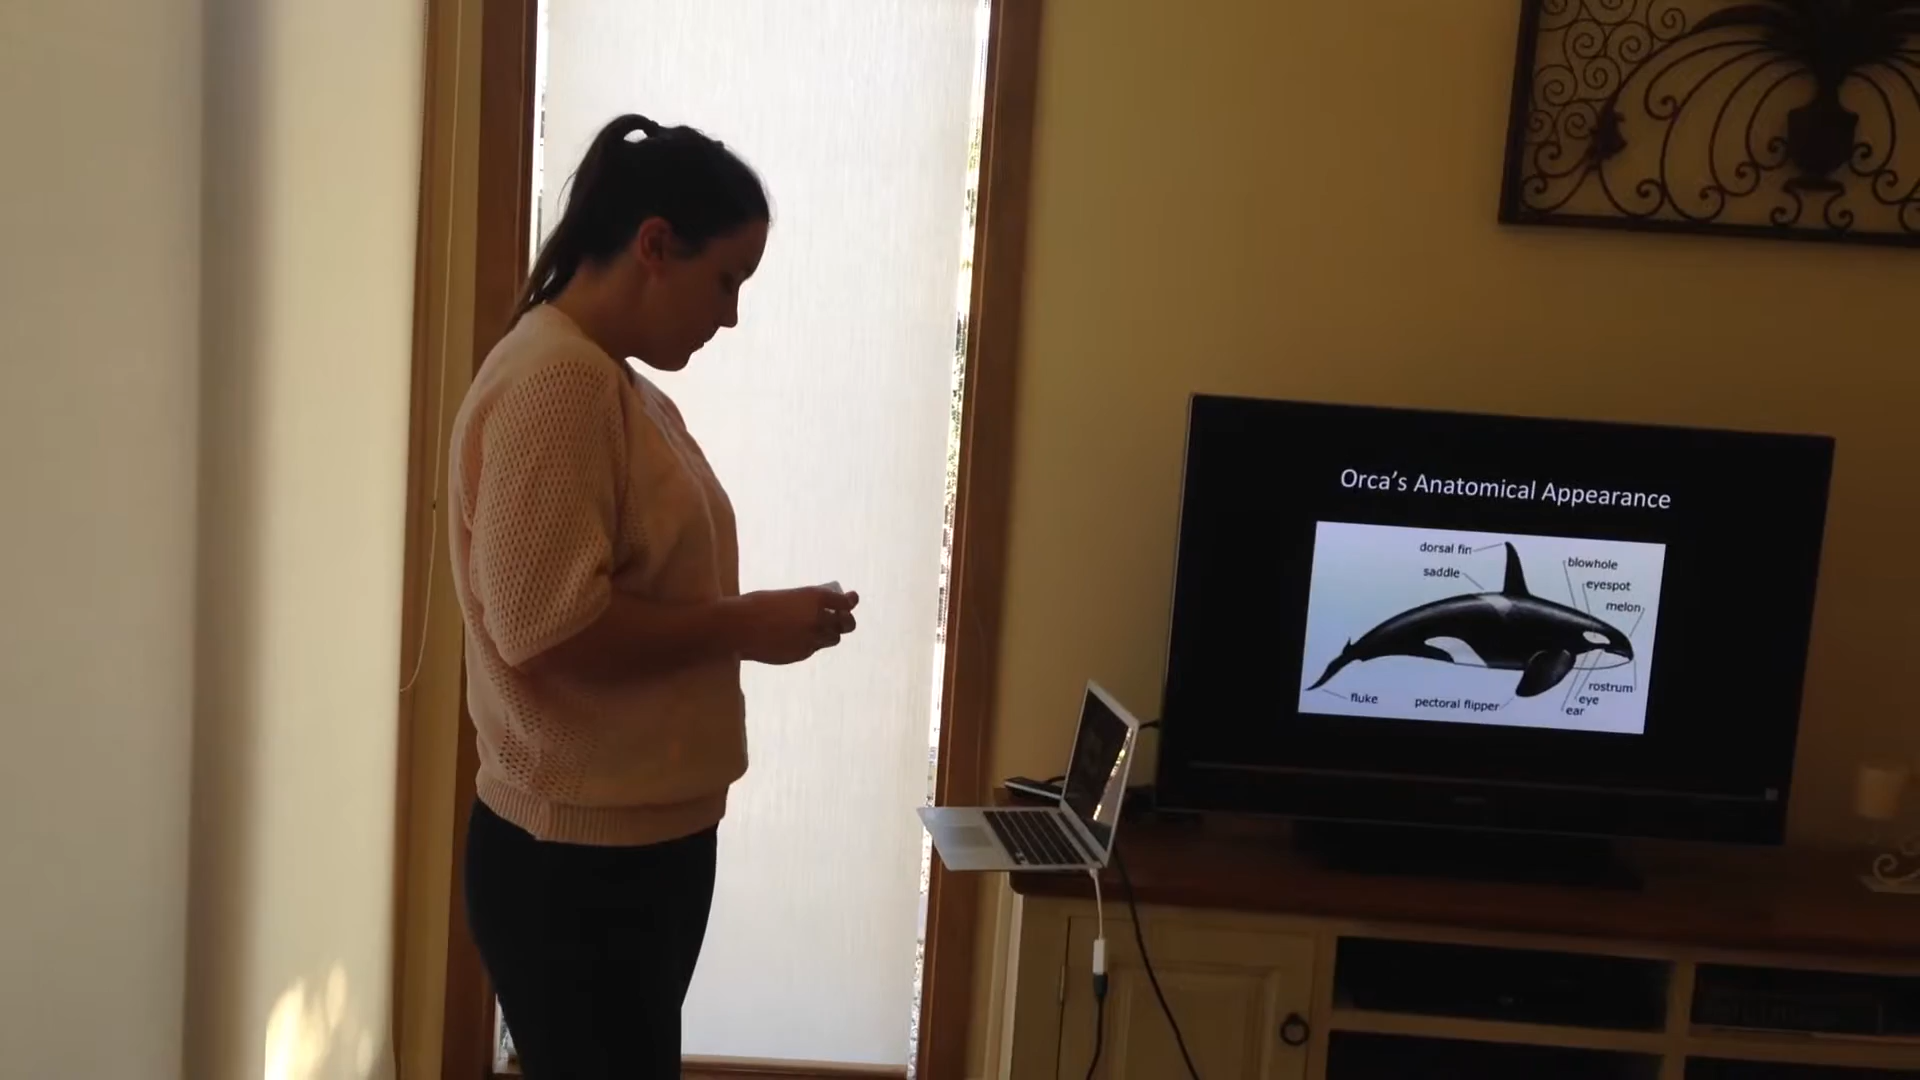 Orca's Anatomical Appearance
dorsal fin
blowhole
saddle
eyespot
melon
rostrum
fluke
pectoral flipper
eye
ear